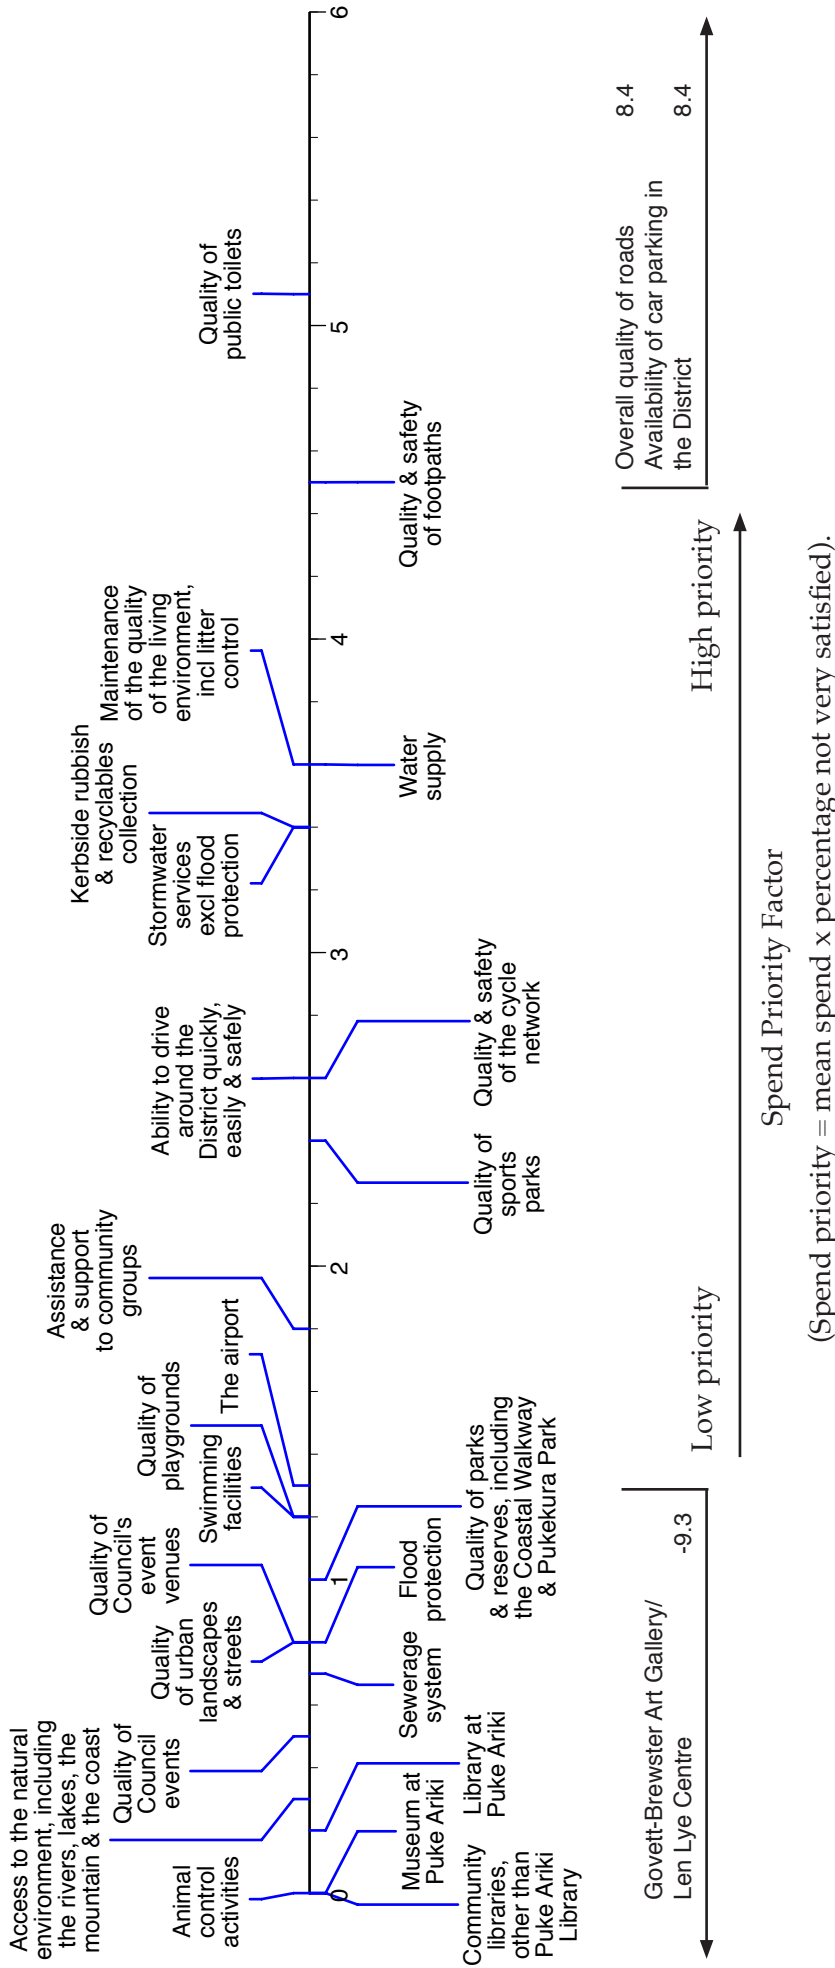 Access to the natural
environment, including
the rivers, lakes, the
mountain & the coast
Animal
control
activities
Quality of
Council
events
Quality
of urban
landscapes
& streets
Quality of
Council's
event
venues
Swimming
facilities
Quality of
playgrounds
The airport
Assistance
& support
to community
groups
Ability to drive
around the
District quickly,
easily & safely
Stormwater
services
excl flood
protection
Kerbside rubbish
& recyclables
collection
Maintenance
of the quality
of the living
environment,
incl litter
control
Quality of
public toilets
0
1
2
3
4
5
6
Community
libraries,
other than
Puke Ariki
Library
Museum at
Puke Ariki
Library at
Puke Ariki
Sewerage
system
Flood
protection
Quality of parks
& reserves, including
the Coastal Walkway
& Pukekura Park
Quality of
sports
parks
Quality & safety
of the cycle
network
Water
supply
Quality & safety
of footpaths
Govett-Brewster Art Gallery/
Len Lye Centre -9.3
Overall quality of roads 8.4
Availability of car parking in
the District 8.4
Low priority
High priority
Spend Priority Factor
(Spend priority = mean spend x percentage not very satisfied).